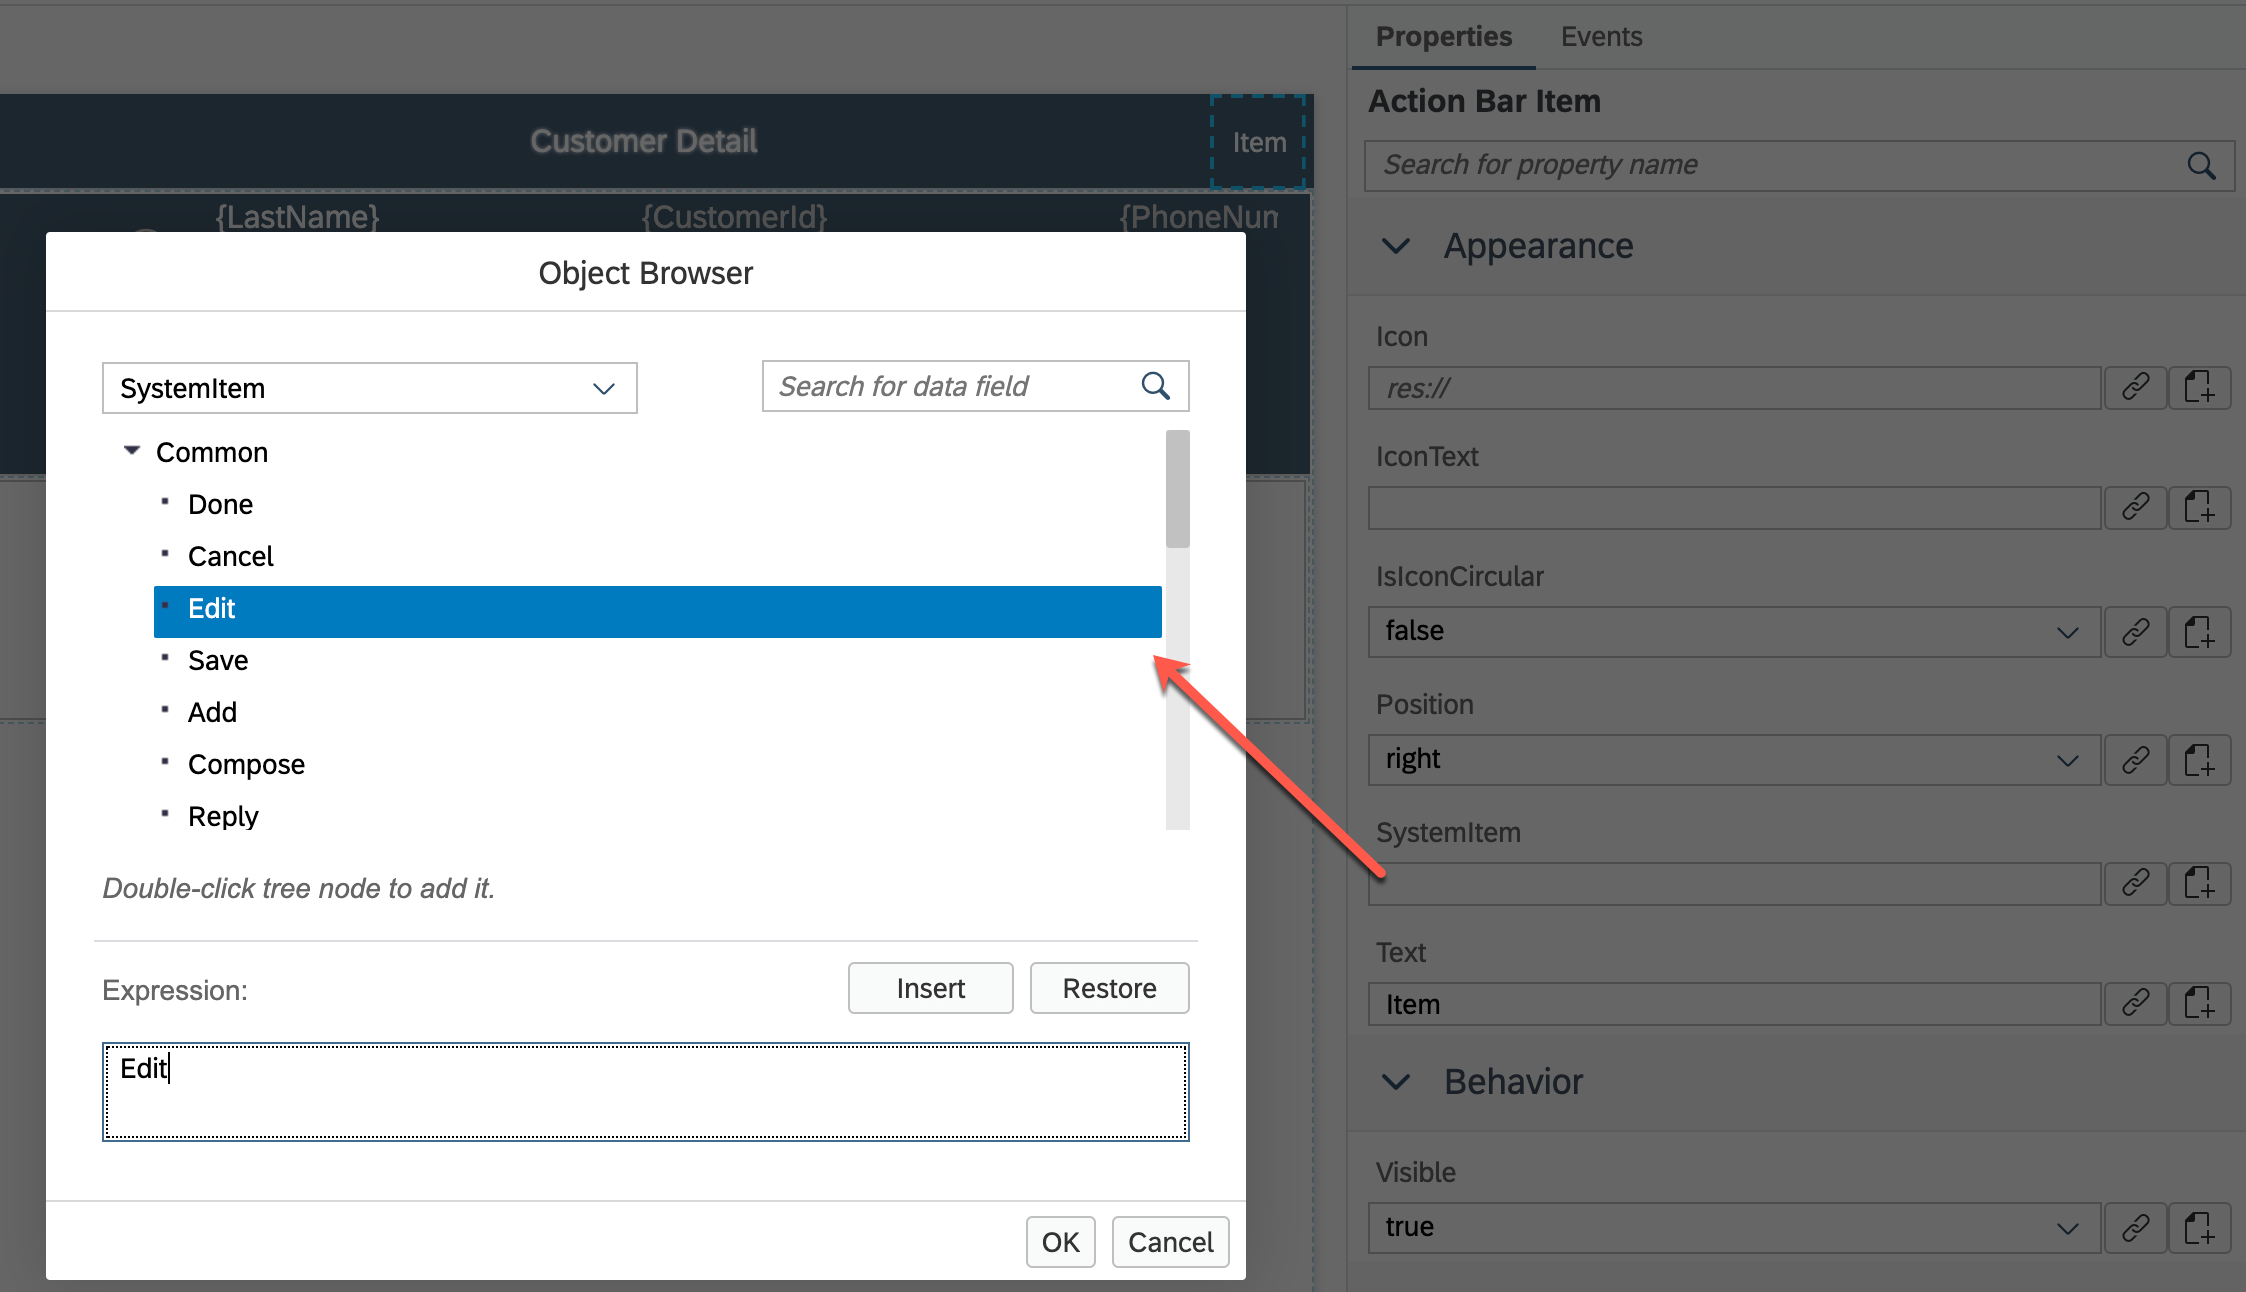 Properties Events
Action Bar Item
Search for property name
Customer Detail
Item
{LastName} {CustomerId} {PhoneNum
Object Browser
SystemItem
Search for data field
Common
Done
Cancel
Edit
Save
Add
Compose
Reply
Double-click tree node to add it.
Expression:
Insert Restore
Edit
OK Cancel
Appearance
Icon
res://
IconText
IsIconCircular
false
Position
right
SystemItem
Text
Item
Behavior
Visible
true